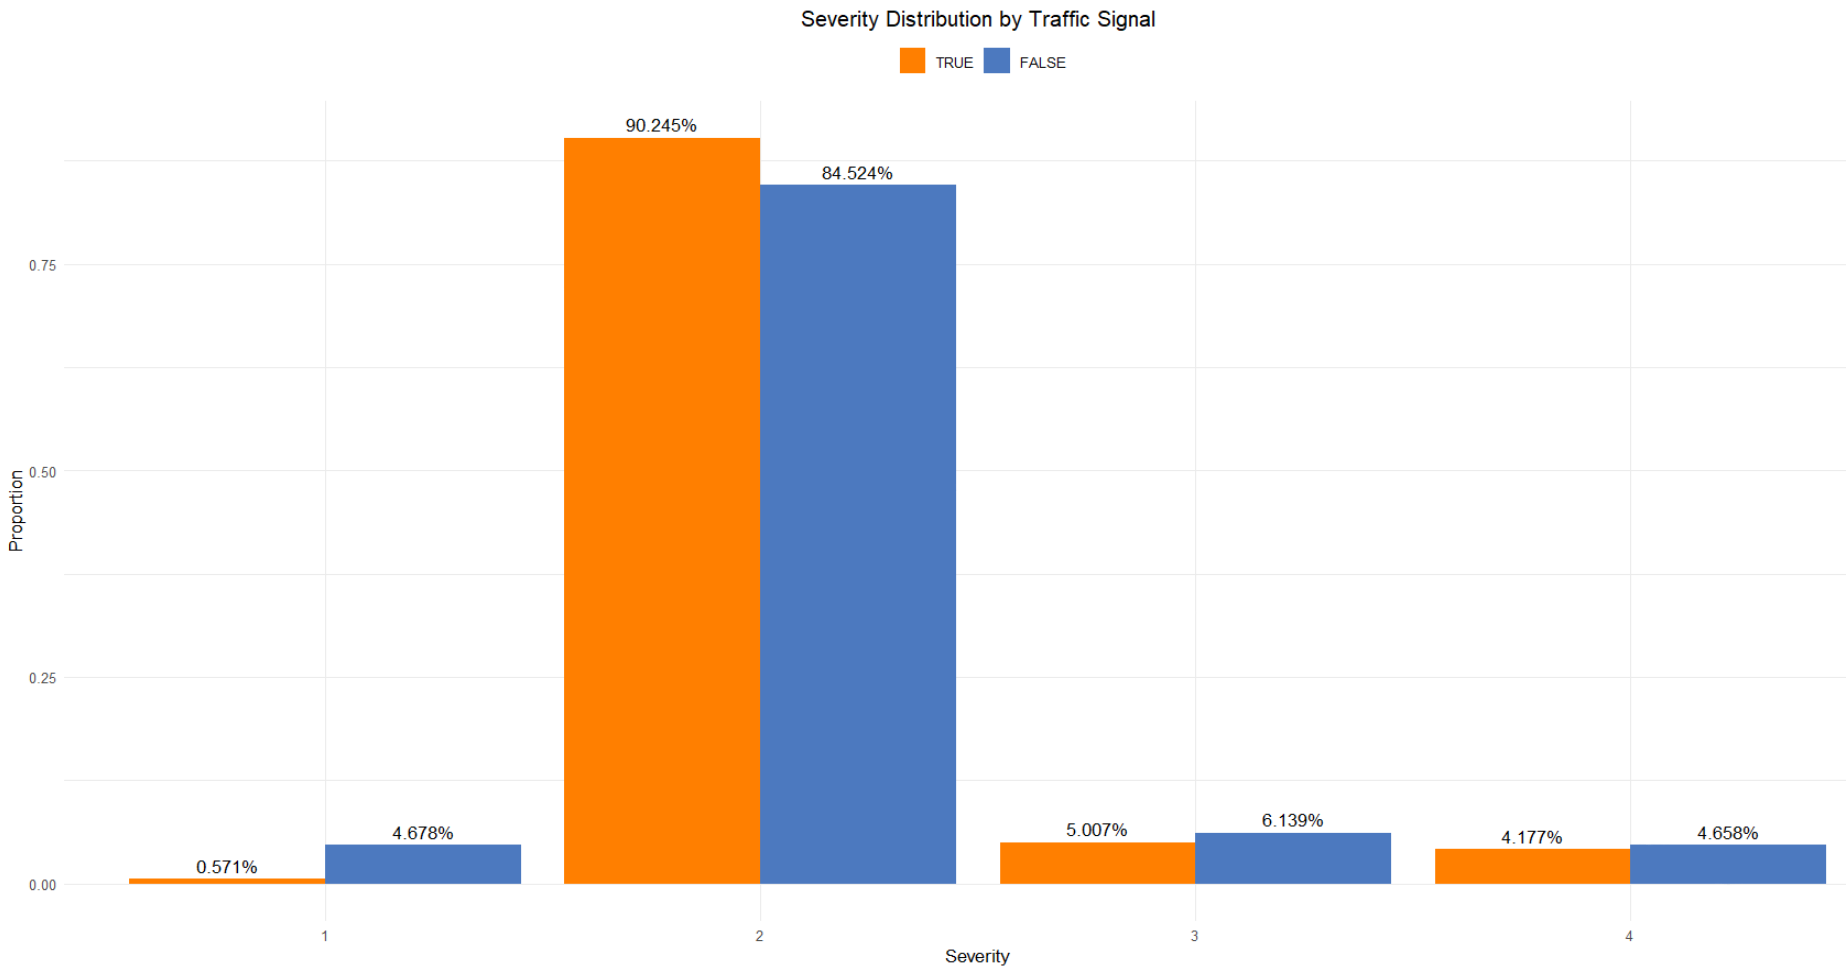 Severity Distribution by Traffic Signal
TRUE FALSE
90.245%
84.524%
0.75
0.50
Proportion
0.25
6.139%
5.007%
4.678%
4.658%
4.177%
0.571%
0.00
1 2 3 4
Severity